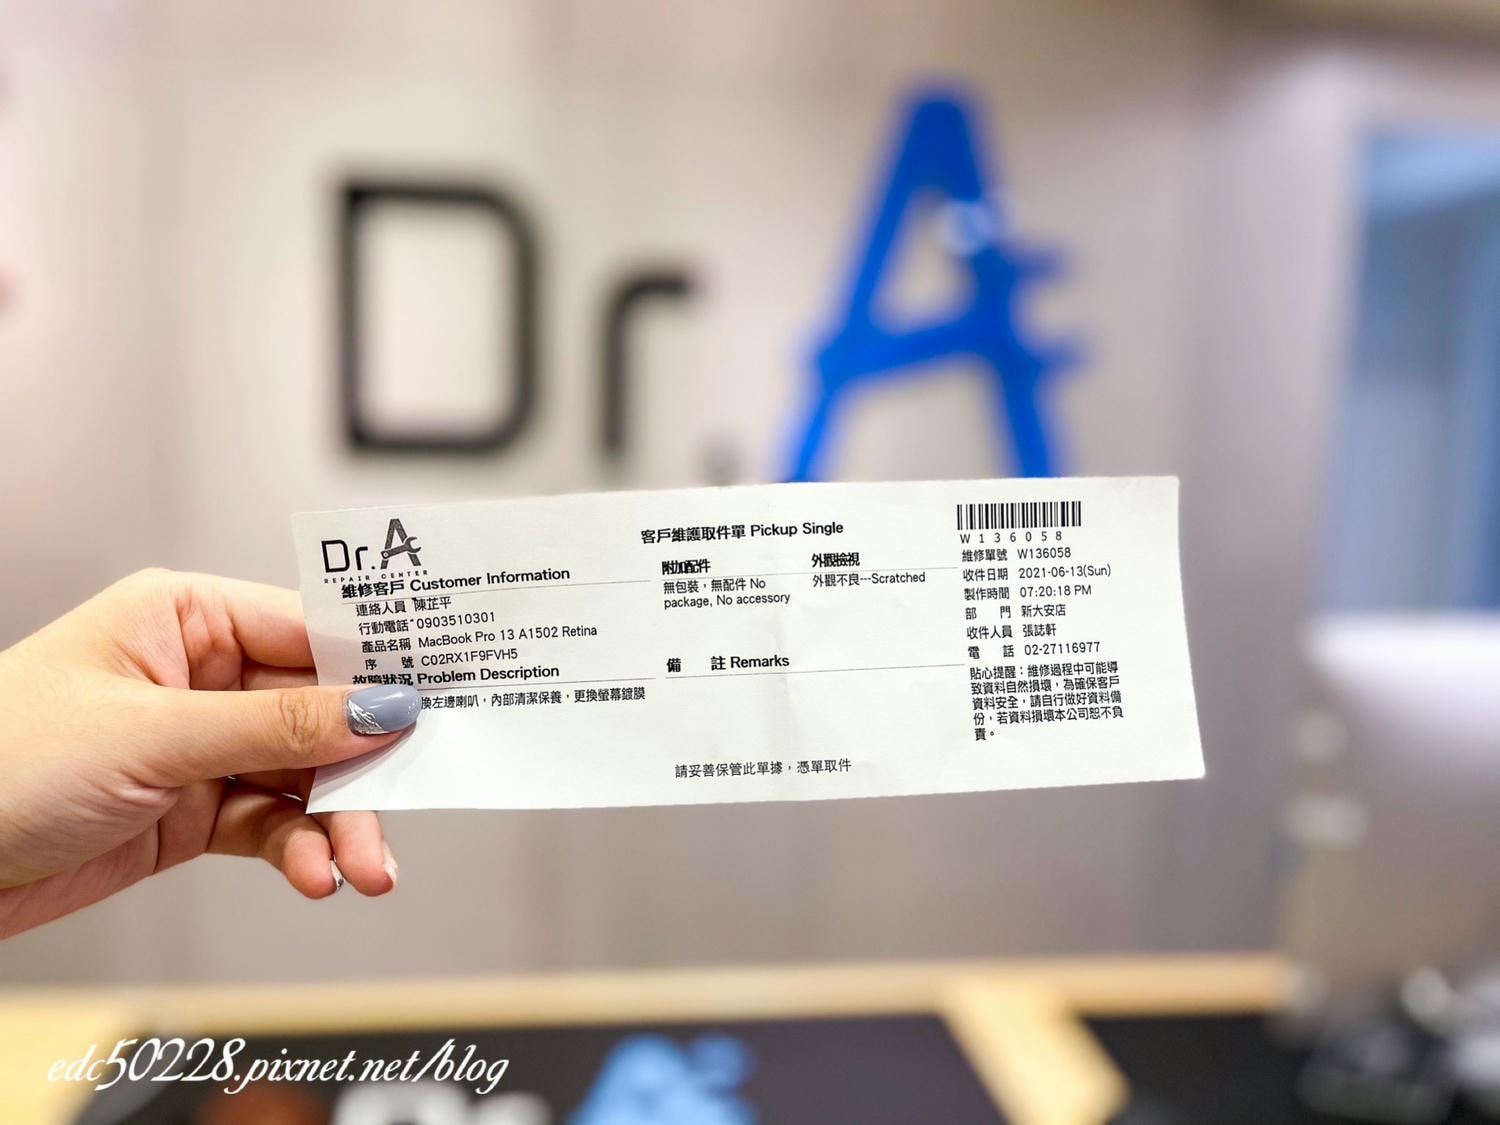 Dr.A
Dr.A
REPAIR CENTER
客戶維護取件單 Pickup Single
維修客戶 Customer Information
連絡人員 陳芷平
行動電話 0903510301
產品名稱 MacBook Pro 13 A1502 Retina
序 號 C02RX1F9FVH5
故障狀況 Problem Description
換左邊喇叭，內部清潔保養，更換螢幕鍍膜
附加配件
無包裝，無配件 No
package, No accessory
外觀檢視
外觀不良---Scratched
備 註 Remarks
請妥善保管此單據，憑單取件
W136058
維修單號 W136058
收件日期 2021-06-13(Sun)
製作時間 07:20:18 PM
部 門 新大安店
收件人員 張誌軒
電 話 02-27116977
貼心提醒：維修過程中可能導
致資料自然損壞，為確保客戶
資料安全，請自行做好資料備
份，若資料損壞本公司恕不負
責。
edc50228.pixnet.net/blog